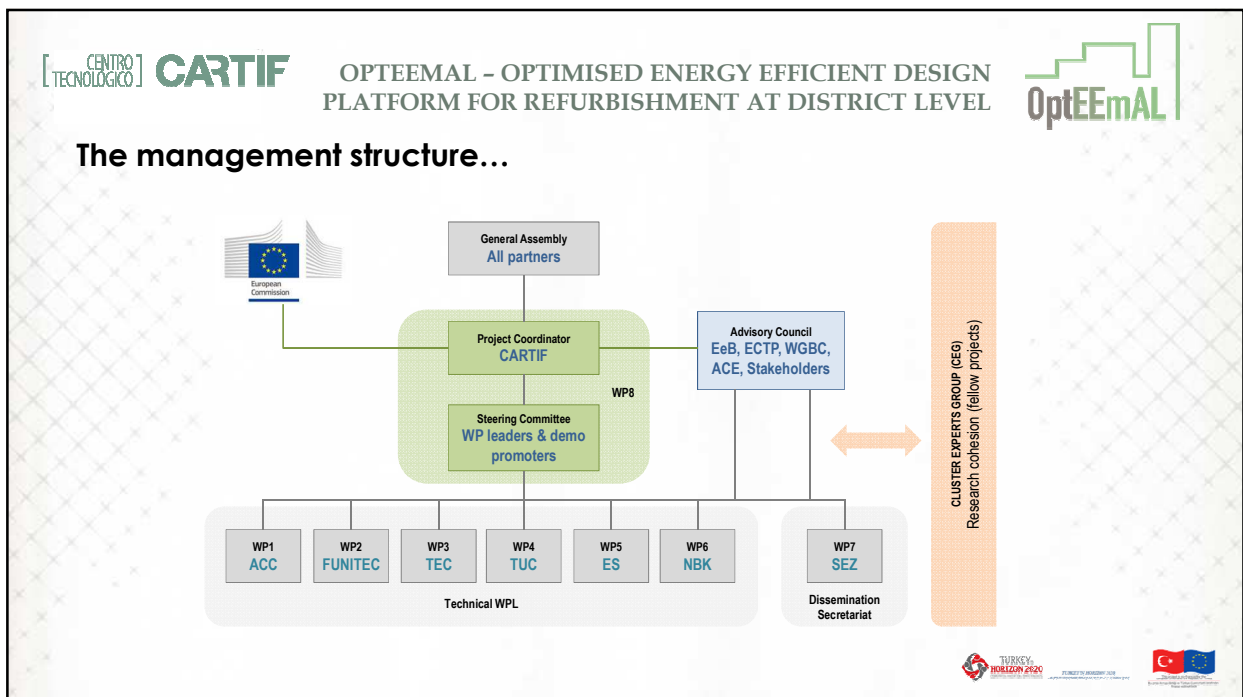 [CENTRO
TECNOLÓGICO] CARTIF
OPTEEMAL – OPTIMISED ENERGY EFFICIENT DESIGN
PLATFORM FOR REFURBISHMENT AT DISTRICT LEVEL
OptEEmAL
The management structure…
European
Commission
General Assembly
All partners
Project Coordinator
CARTIF
WP8
Steering Committee
WP leaders & demo
promoters
Advisory Council
EeB, ECTP, WGBC,
ACE, Stakeholders
WP1
ACC
WP2
FUNITEC
WP3
TEC
WP4
TUC
WP5
ES
WP6
NBK
Technical WPL
WP7
SEZ
Dissemination
Secretariat
CLUSTER EXPERTS GROUP (CEG)
Research cohesion (fellow projects)
TURKEY
HORIZON 2020